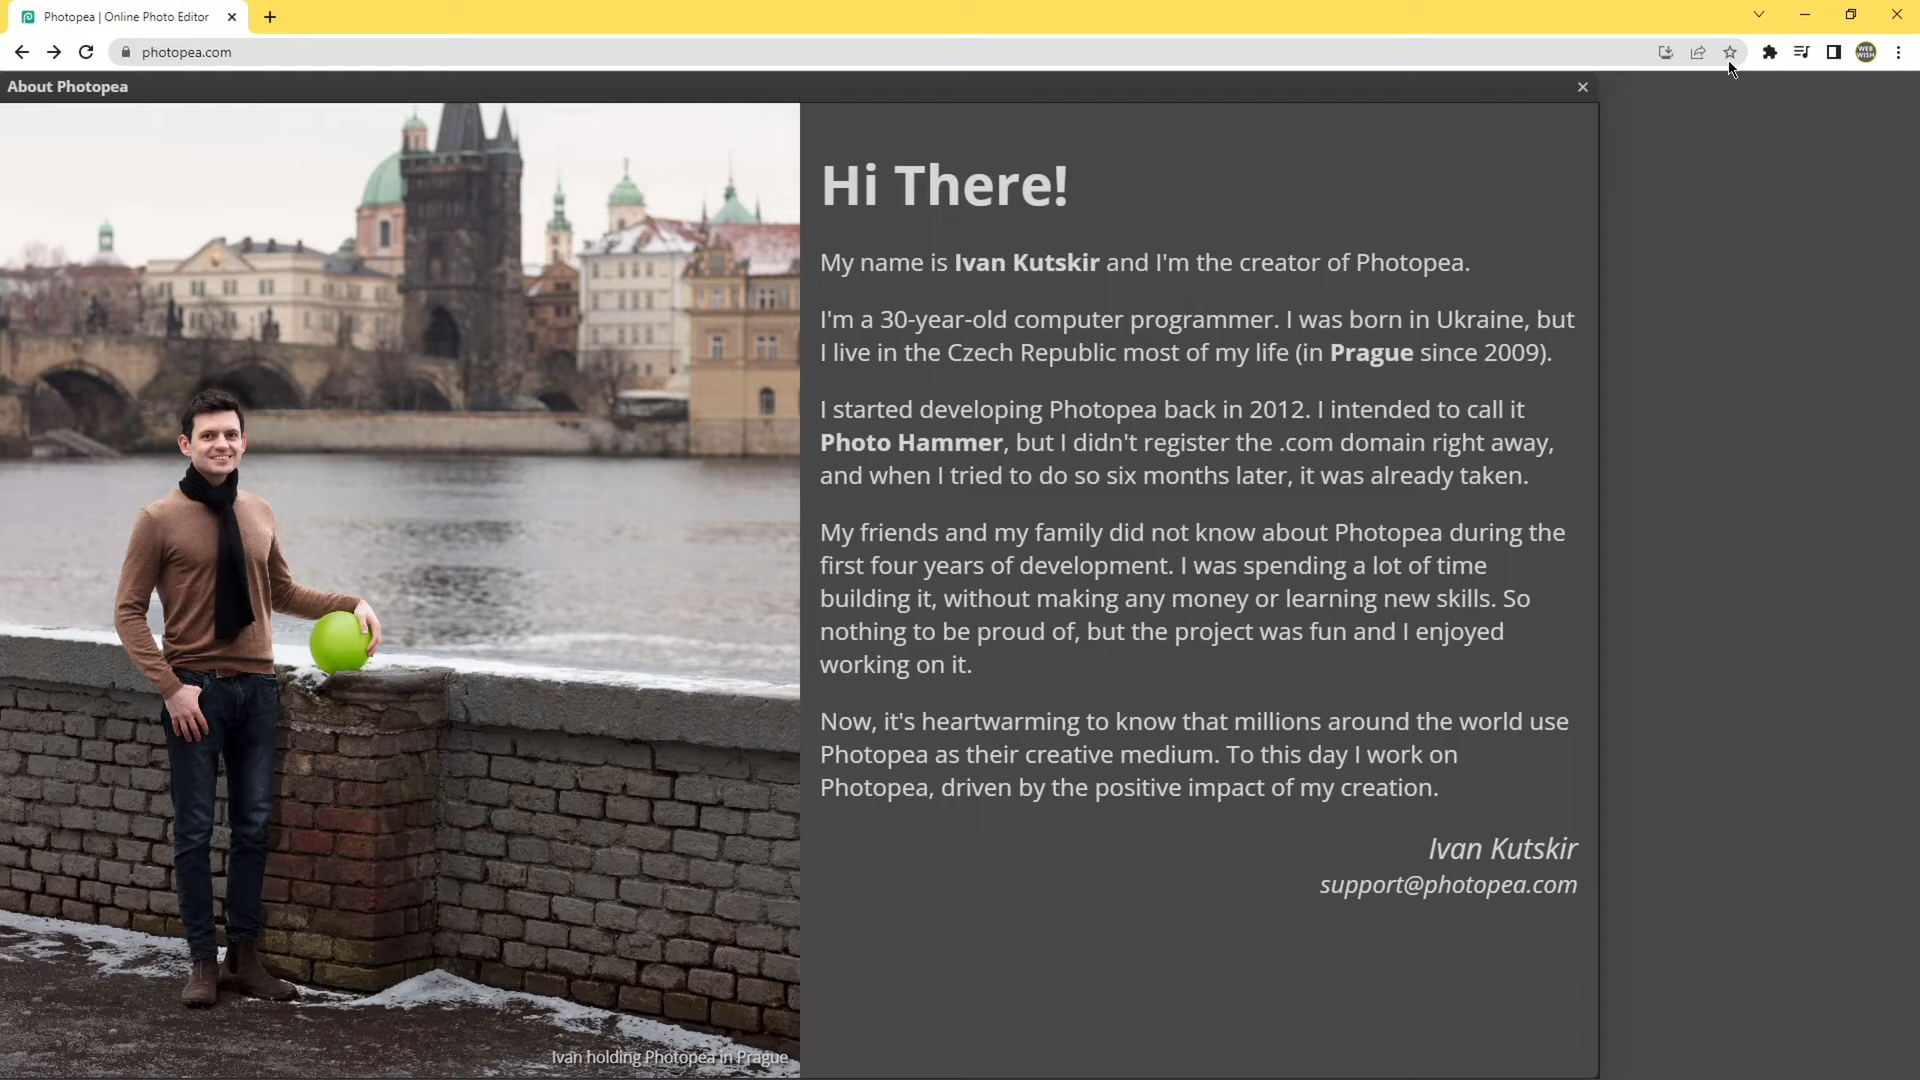 Photopea | Online Photo Editor
photopea.com
WEB
WISH
About Photopea
Hi There!
My name is Ivan Kutskir and I'm the creator of Photopea.
I'm a 30-year-old computer programmer. I was born in Ukraine, but
I live in the Czech Republic most of my life (in Prague since 2009).
I started developing Photopea back in 2012. I intended to call it
Photo Hammer, but I didn't register the .com domain right away,
and when I tried to do so six months later, it was already taken.
My friends and my family did not know about Photopea during the
first four years of development. I was spending a lot of time
building it, without making any money or learning new skills. So
nothing to be proud of, but the project was fun and I enjoyed
working on it.
Now, it's heartwarming to know that millions around the world use
Photopea as their creative medium. To this day I work on
Photopea, driven by the positive impact of my creation.
Ivan Kutskir
support@photopea.com
Ivan holding Photopea in Prague